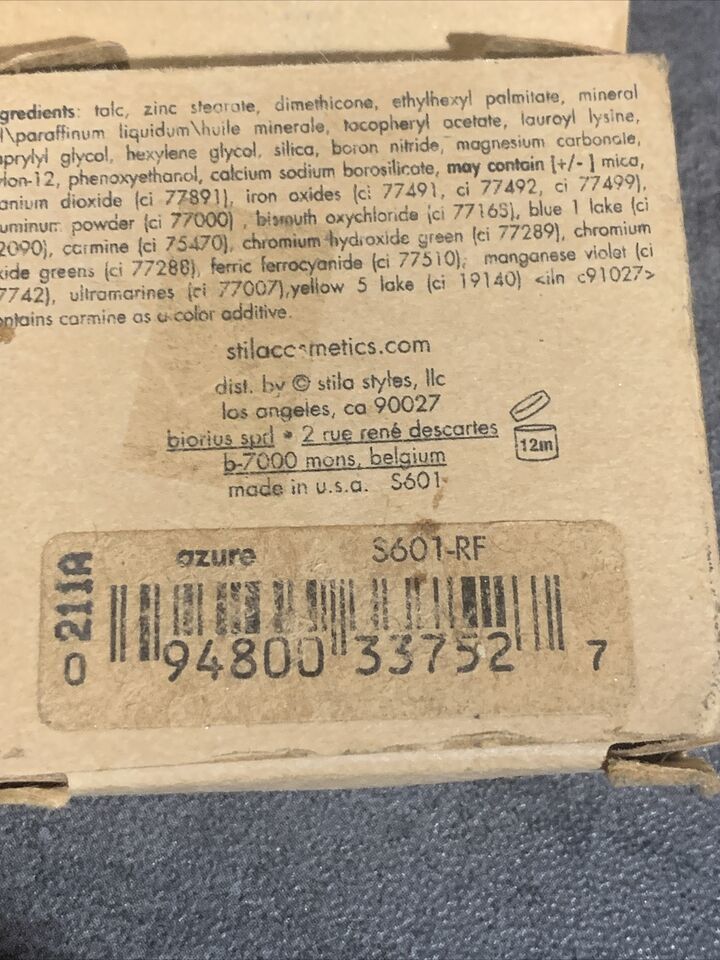 gredients: talc, zinc stearate, dimethicone, ethylhexyl palmitate, mineral
l\paraffinum liquidum\huile minerale, tocopheryl acetate, lauroyl lysine,
aprylyl glycol, hexylene glycol, silica, boron nitride, magnesium carbonate,
ylon-12, phenoxyethanol, calcium sodium borosilicate, may contain [+/- ] mica,
anium dioxide (ci 77891), iron oxides (ci 77491, ci 77492, ci 77499),
uminum powder (ci 77000) , bismuth oxychloride (ci 77163), blue 1 lake (ci
2090), carmine (ci 75470), chromium hydroxide green (ci 77289), chromium
xide greens (ci 77288), ferric ferrocyanide (ci 77510), manganese violet (ci
7742), ultramarines (ci 77007),yellow 5 lake (ci 19140) <iln c91027>
ontains carmine as a color additive.
stilacosmetics.com
dist. by © stila styles, llc
los angeles, ca 90027
biorius sprl • 2 rue rené descartes
b-7000 mons, belgium
12m
made in u.s.a. S601
azure S601-RF
211A
0 94800 33752 7